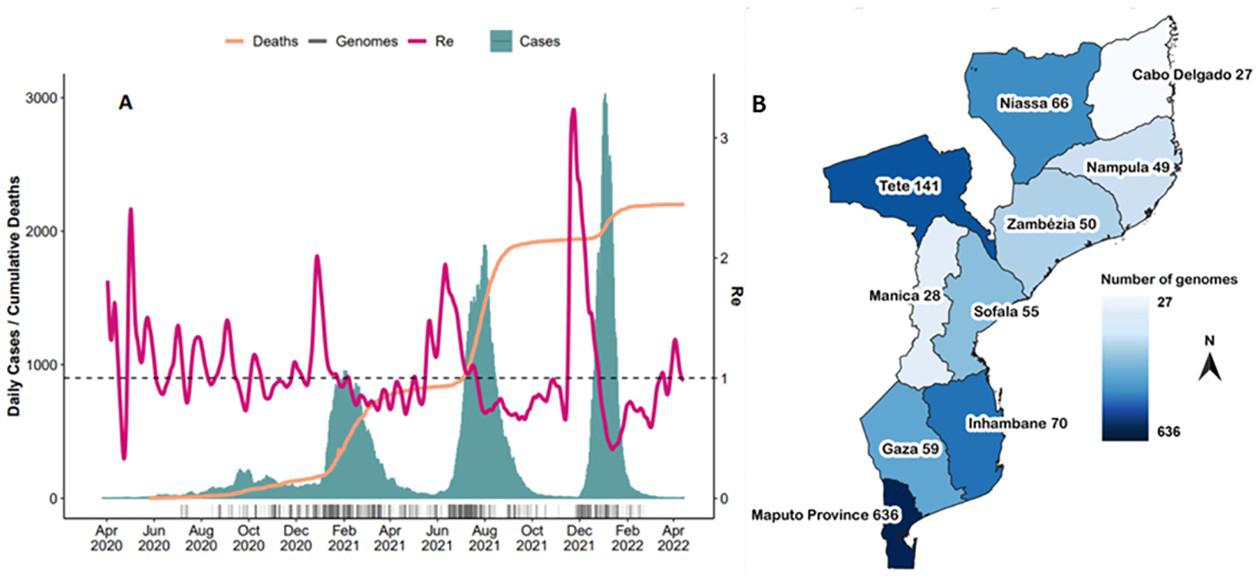 Deaths Genomes Re Cases
A
Daily Cases / Cumulative Deaths
3000
2000
1000
0
3
2
1
0
Re
Apr 2020
Jun 2020
Aug 2020
Oct 2020
Dec 2020
Feb 2021
Apr 2021
Jun 2021
Aug 2021
Oct 2021
Dec 2021
Feb 2022
Apr 2022
B
Cabo Delgado 27
Niassa 66
Nampula 49
Tete 141
Zambézia 50
Manica 28
Sofala 55
Inhambane 70
Gaza 59
Maputo Province 636
Number of genomes
27
636
N